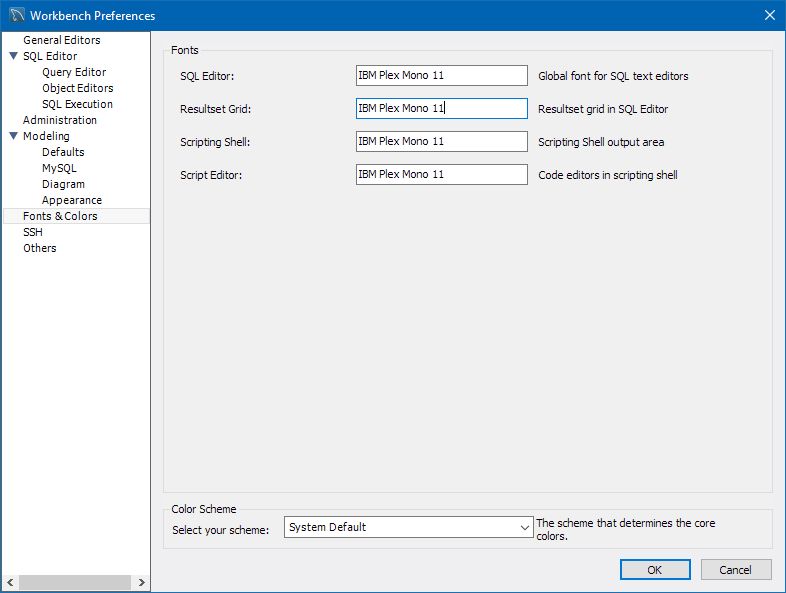 Workbench Preferences
General Editors
SQL Editor
Query Editor
Object Editors
SQL Execution
Administration
Modeling
Defaults
MySQL
Diagram
Appearance
Fonts & Colors
SSH
Others
Fonts
SQL Editor: IBM Plex Mono 11 Global font for SQL text editors
Resultset Grid: IBM Plex Mono 11 Resultset grid in SQL Editor
Scripting Shell: IBM Plex Mono 11 Scripting Shell output area
Script Editor: IBM Plex Mono 11 Code editors in scripting shell
Color Scheme
Select your scheme: System Default The scheme that determines the core
colors.
OK Cancel